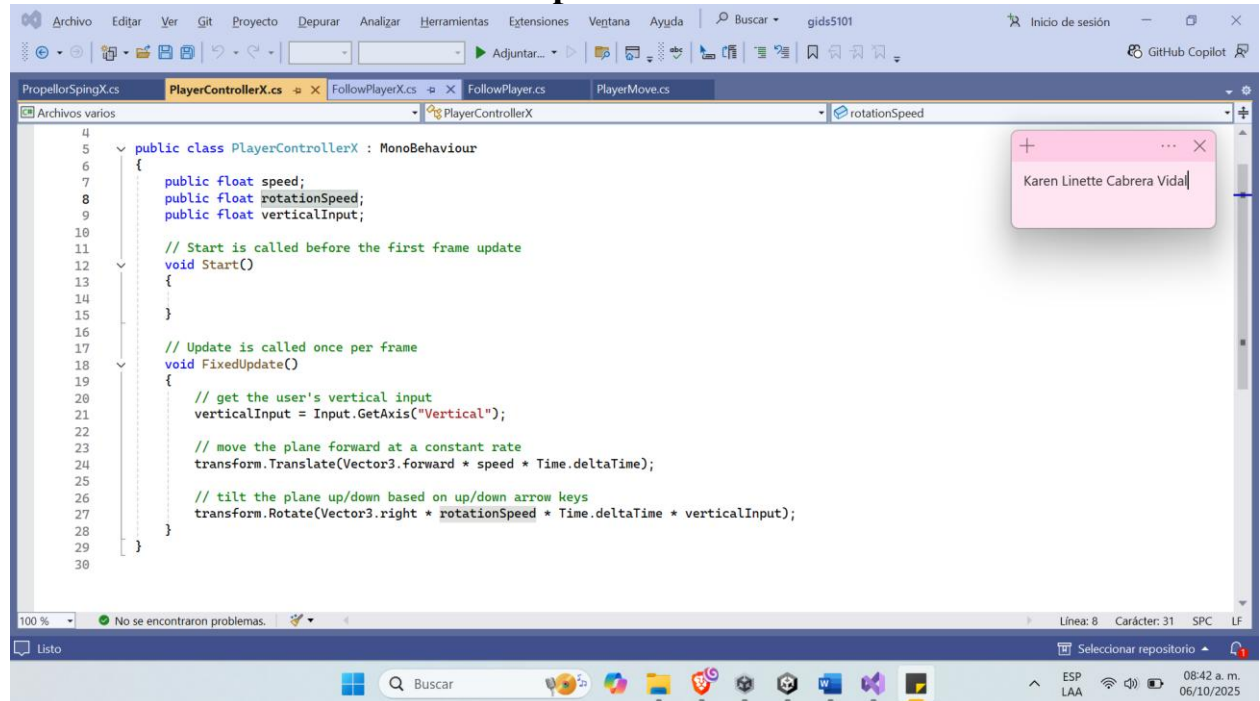 Archivo Editar Ver Git Proyecto Depurar Analizar Herramientas Extensiones Ventana Ayuda Buscar gids5101 Inicio de sesión
Adjuntar... GitHub Copilot
PropellorSpingX.cs PlayerControllerX.cs FollowPlayerX.cs FollowPlayer.cs PlayerMove.cs
Archivos varios PlayerControllerX rotationSpeed
4
5 public class PlayerControllerX : MonoBehaviour
6 {
7 public float speed;
8 public float rotationSpeed;
9 public float verticalInput;
10
11 // Start is called before the first frame update
12 void Start()
13 {
14
15 }
16
17 // Update is called once per frame
18 void FixedUpdate()
19 {
20 // get the user's vertical input
21 verticalInput = Input.GetAxis("Vertical");
22
23 // move the plane forward at a constant rate
24 transform.Translate(Vector3.forward * speed * Time.deltaTime);
25
26 // tilt the plane up/down based on up/down arrow keys
27 transform.Rotate(Vector3.right * rotationSpeed * Time.deltaTime * verticalInput);
28 }
29 }
30
Karen Linette Cabrera Vidal
100 % No se encontraron problemas. Línea: 8 Carácter: 31 SPC LF
Listo Seleccionar repositorio 1
Buscar ESP LAA 08:42 a. m. 06/10/2025